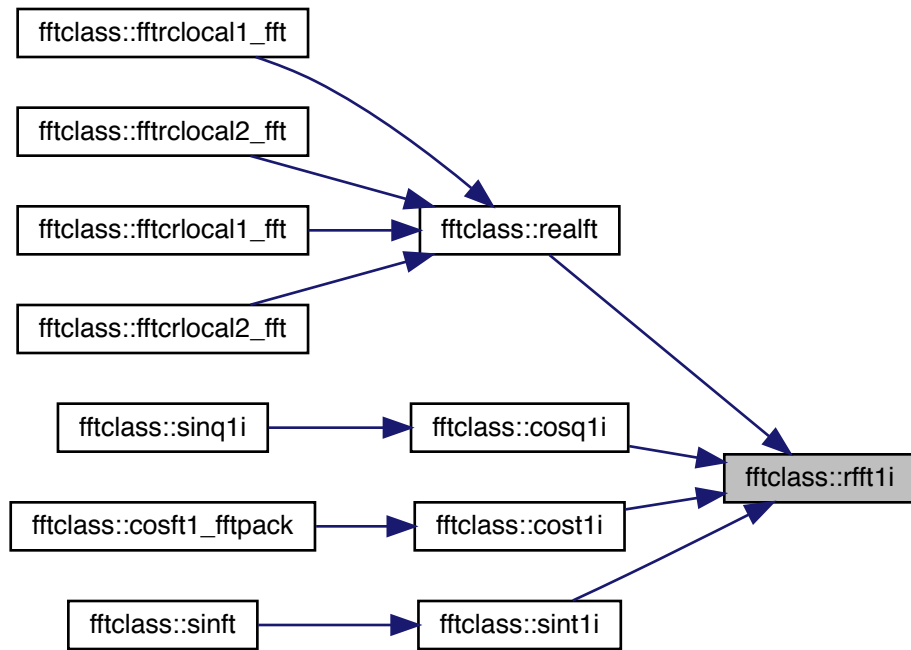 fftclass::fftrclocal1_fft
fftclass::fftrclocal2_fft
fftclass::fftcrlocal1_fft
fftclass::realft
fftclass::fftcrlocal2_fft
fftclass::sinq1i
fftclass::cosq1i
fftclass::rfft1i
fftclass::cosft1_fftpack
fftclass::cost1i
fftclass::sinft
fftclass::sint1i